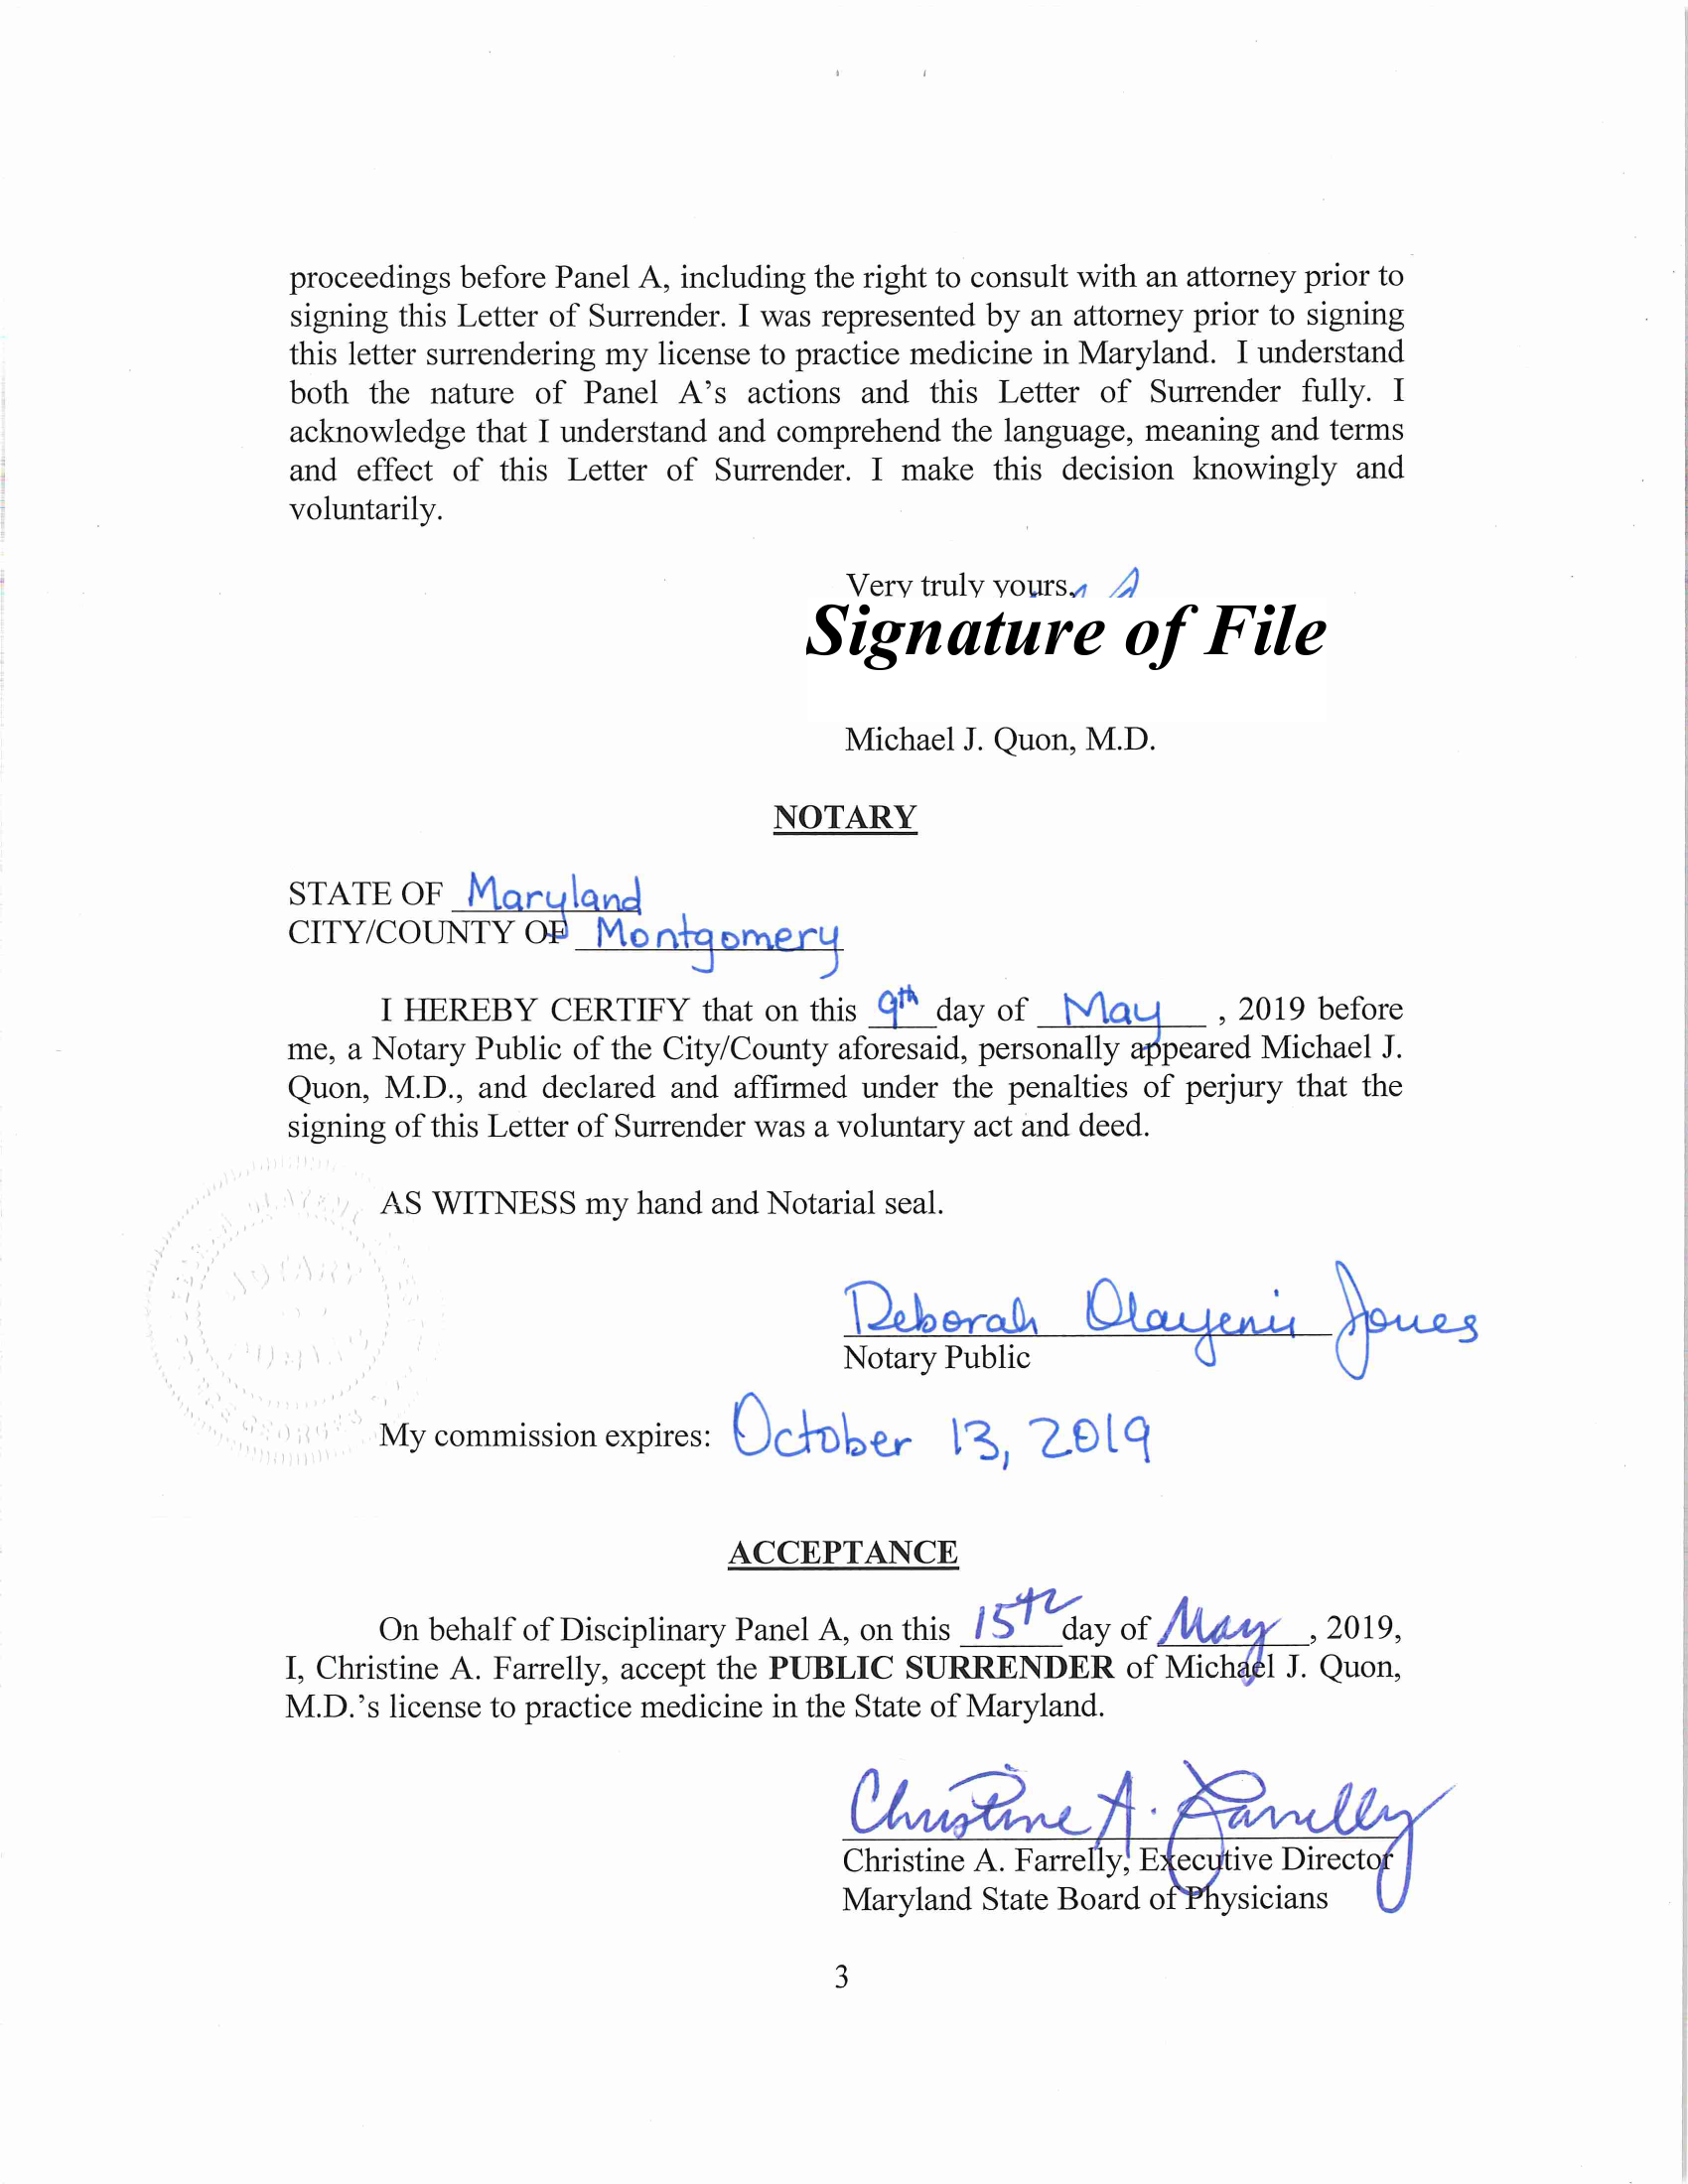 proceedings before Panel A, including the right to consult with an attorney prior to
signing this Letter of Surrender. I was represented by an attorney prior to signing
this letter surrendering my license to practice medicine in Maryland. I understand
both the nature of Panel A's actions and this Letter of Surrender fully. I
acknowledge that I understand and comprehend the language, meaning and terms
and effect of this Letter of Surrender. I make this decision knowingly and
voluntarily.
Very truly yours,
Signature of File
Michael J. Quon, M.D.
NOTARY
STATE OF Maryland
CITY/COUNTY OF Montgomery
I HEREBY CERTIFY that on this 9th day of May, 2019 before
me, a Notary Public of the City/County aforesaid, personally appeared Michael J.
Quon, M.D., and declared and affirmed under the penalties of perjury that the
signing of this Letter of Surrender was a voluntary act and deed.
AS WITNESS my hand and Notarial seal.
NOTARY
PUBLIC
Deborah Olayenii Jones
Notary Public
My commission expires: October 13, 2019
ACCEPTANCE
On behalf of Disciplinary Panel A, on this 15th day of May, 2019,
I, Christine A. Farrelly, accept the PUBLIC SURRENDER of Michael J. Quon,
M.D.'s license to practice medicine in the State of Maryland.
Christine A. Farrelly
Christine A. Farrelly, Executive Director
Maryland State Board of Physicians
3